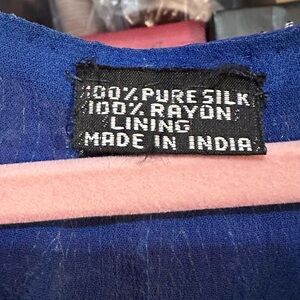 100% PURE SILK
100% RAYON
LINING
MADE IN INDIA